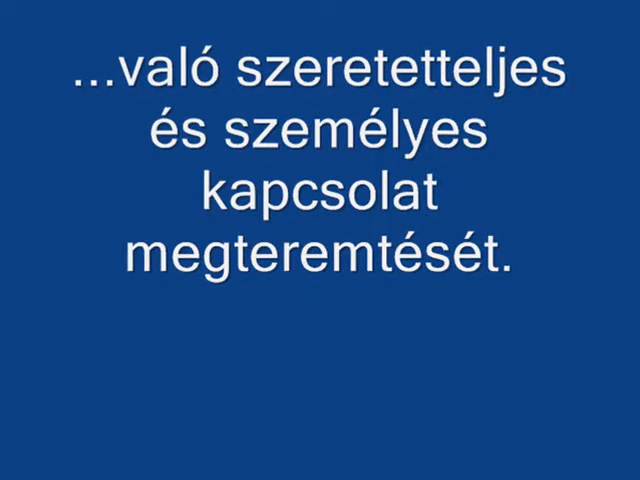 ...való szeretetteljes
és személyes
kapcsolat
megteremtését.